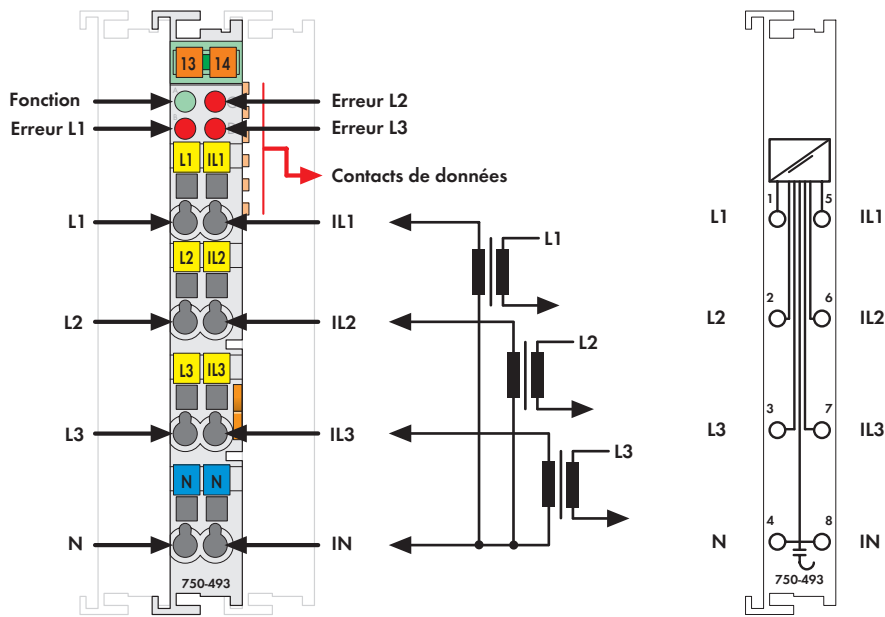 13 14
A C
Fonction
Erreur L2
B D
Erreur L1
Erreur L3
L1 IL1
Contacts de données
L1
IL1
L1
L2 IL2
L2
IL2
L2
L3 IL3
L3
IL3
L3
N N
N
IN
750-493
1 5
L1
IL1
2 6
L2
IL2
3 7
L3
IL3
4 8
N
IN
750-493